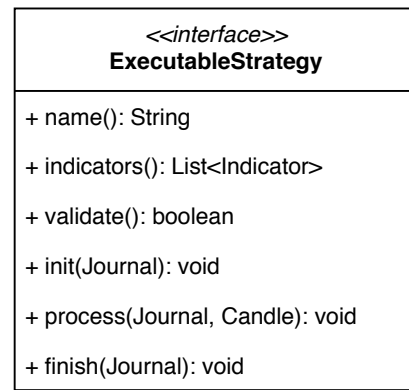 <<interface>>
ExecutableStrategy
+ name(): String
+ indicators(): List<Indicator>
+ validate(): boolean
+ init(Journal): void
+ process(Journal, Candle): void
+ finish(Journal): void